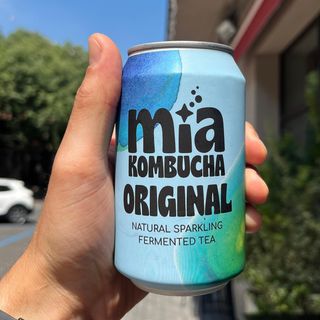 mia
KOMBUCHA
ORIGINAL
NATURAL SPARKLING
FERMENTED TEA